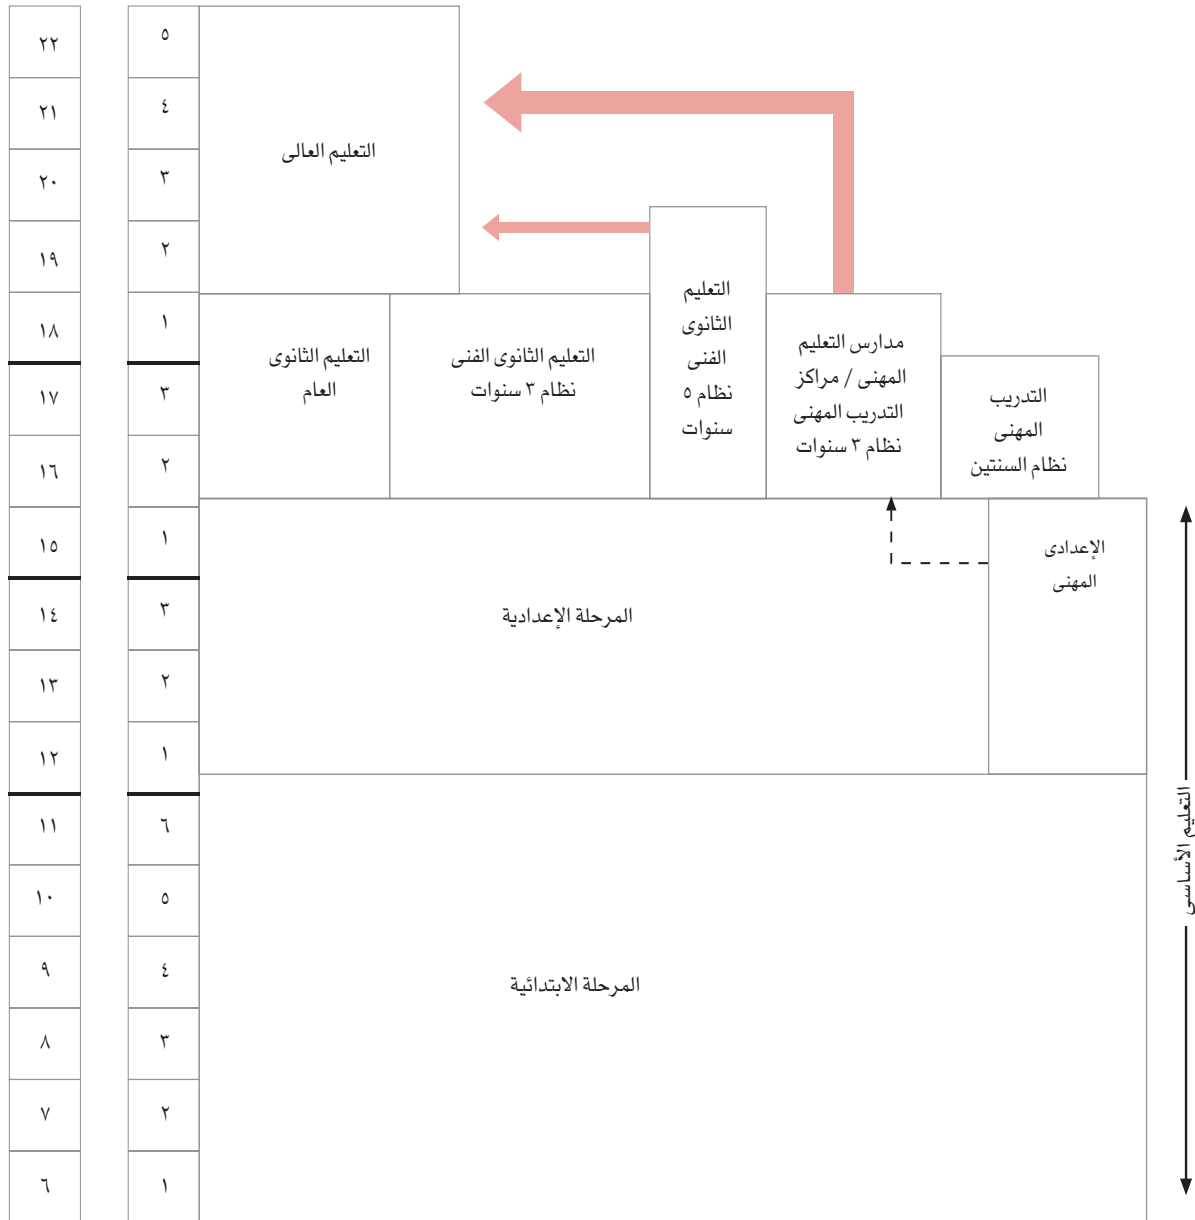 ٢٢
٢١
٢٠
١٩
١٨
١٧
١٦
١٥
١٤
١٣
١٢
١١
١٠
٩
٨
٧
٦
٥
٤
٣
٢
١
٣
٢
١
٣
٢
١
٦
٥
٤
٣
٢
١
التعليم العالى
التعليم الثانوى
العام
التعليم الثانوى الفنى
نظام ٣ سنوات
التعليم
الثانوى
الفنى
نظام ٥
سنوات
مدارس التعليم
المهنى / مراكز
التدريب المهنى
نظام ٣ سنوات
التدريب
المهنى
نظام السنتين
الإعدادى
المهنى
المرحلة الإعدادية
المرحلة الابتدائية
التعليم الأساسى